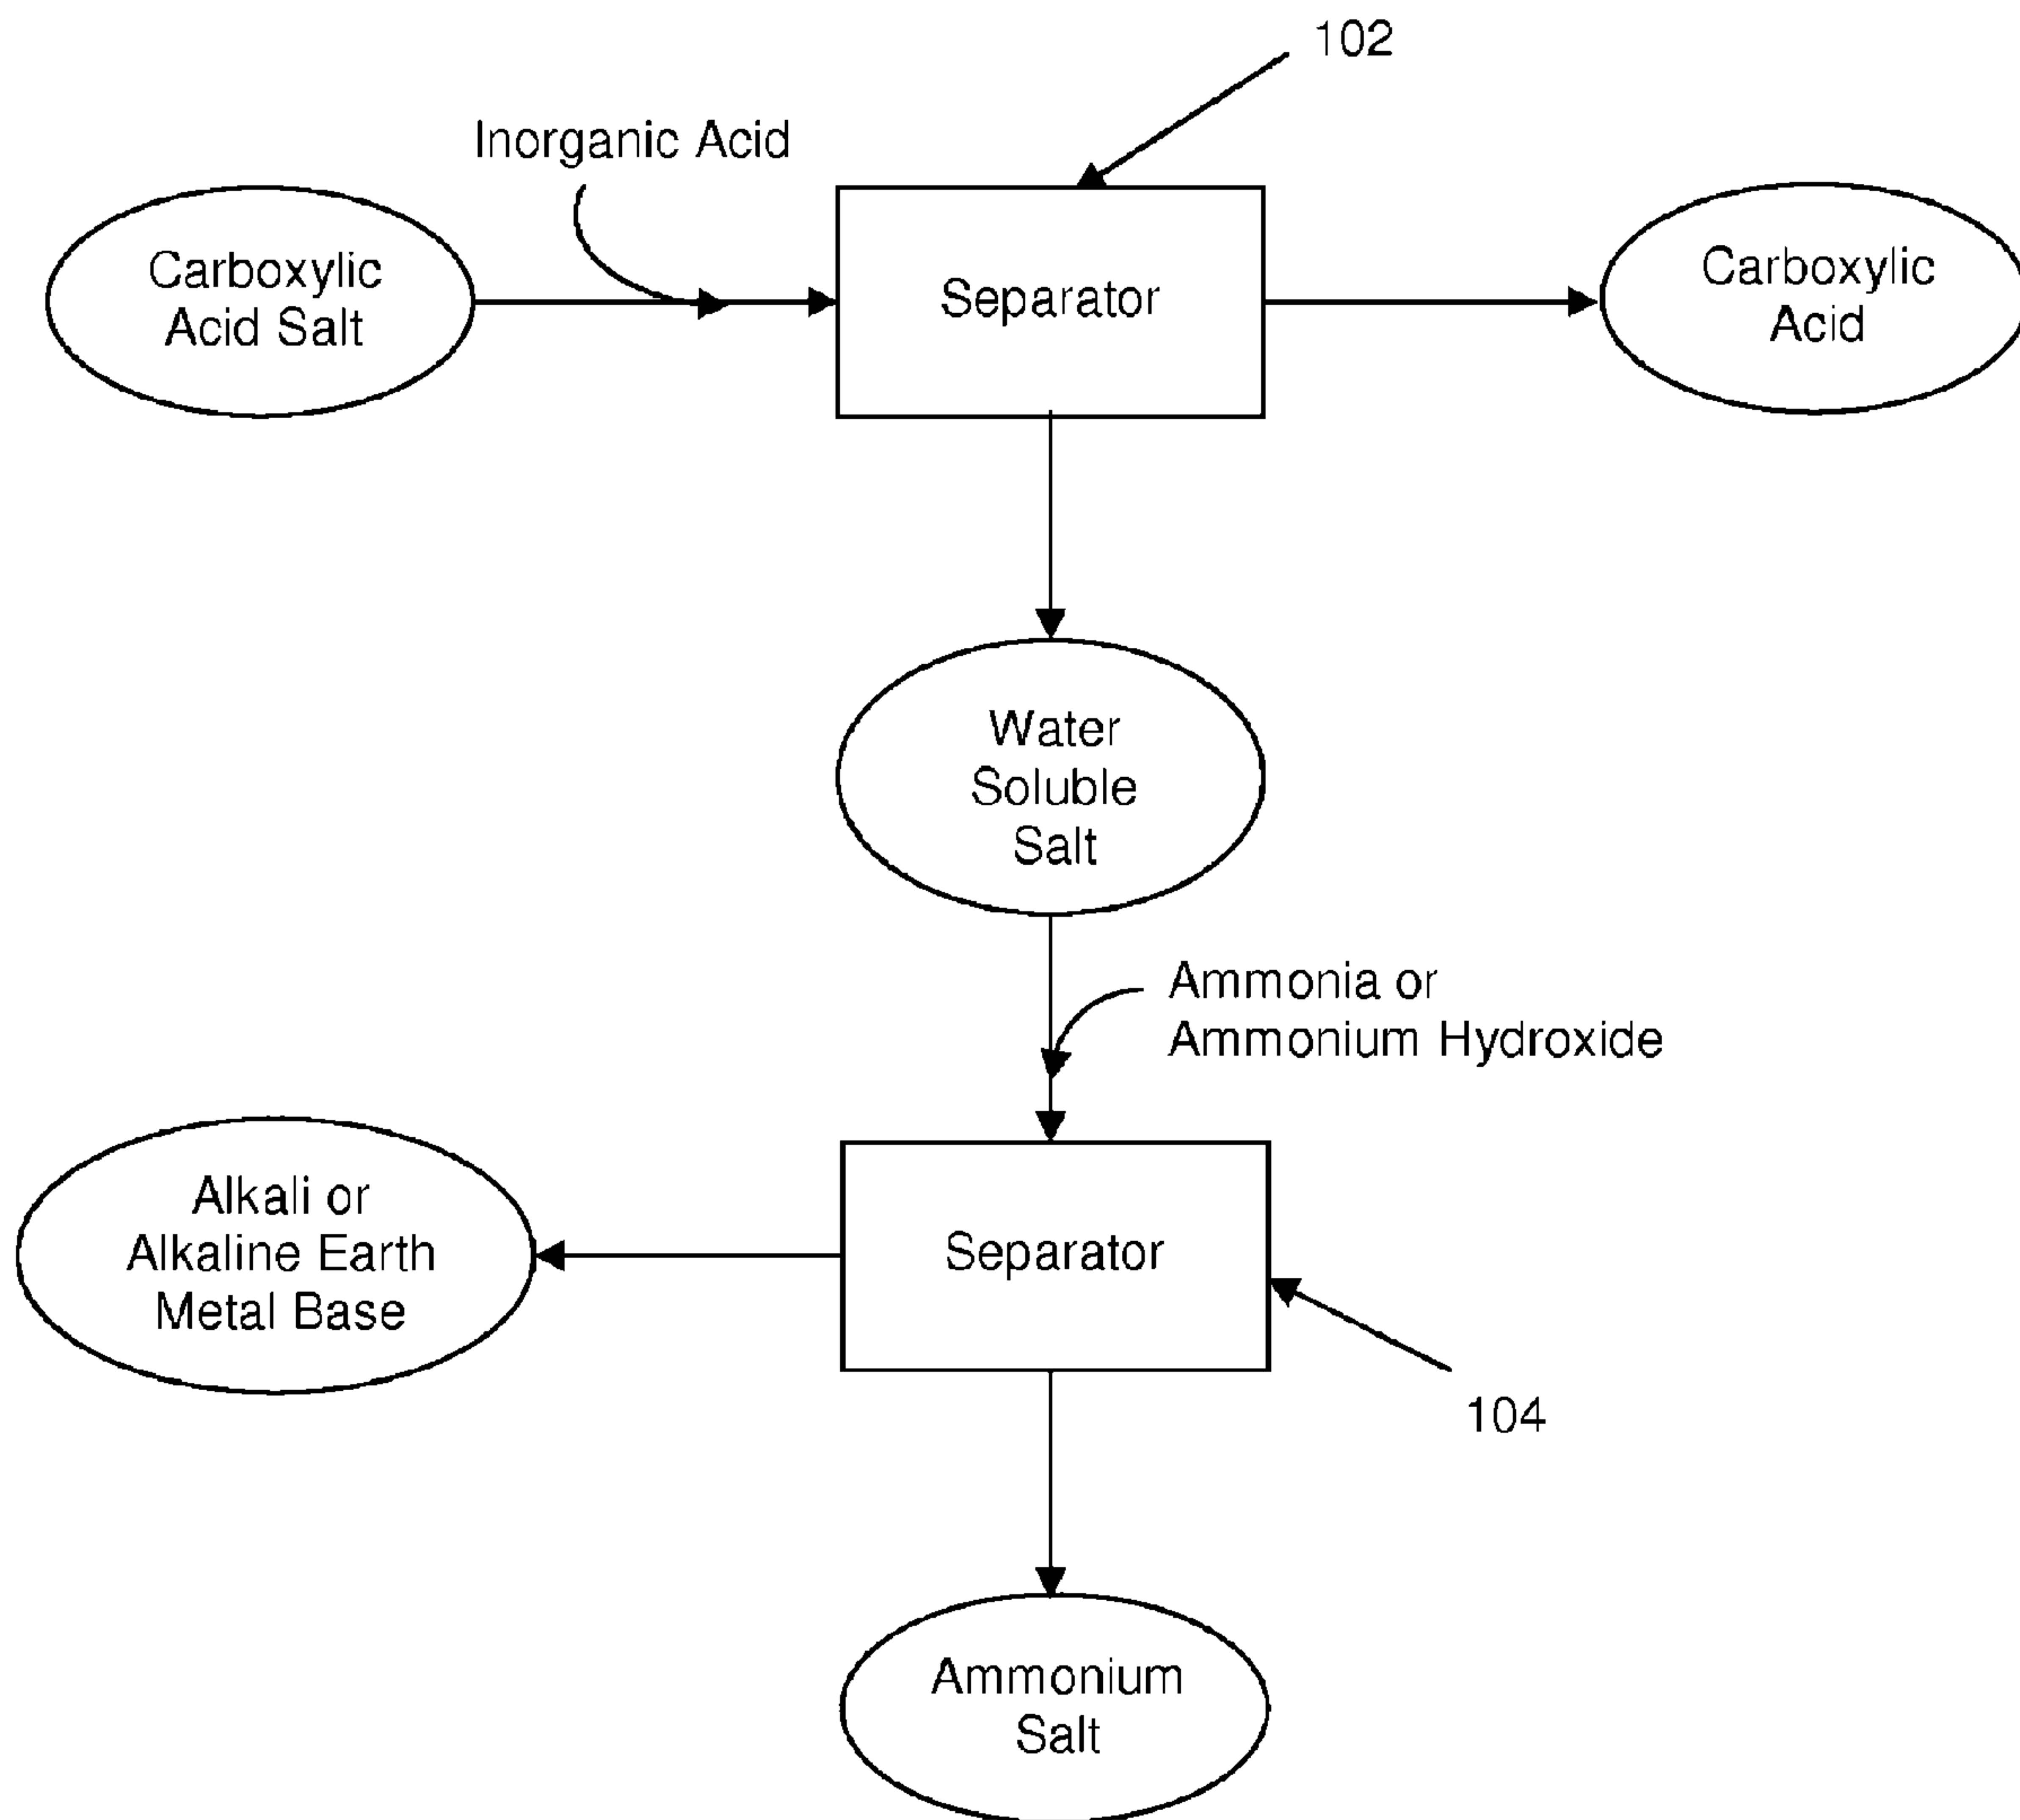 102
Inorganic Acid
Carboxylic
Acid Salt
Separator
Carboxylic
Acid
Water
Soluble
Salt
Ammonia or
Ammonium Hydroxide
Alkali or
Alkaline Earth
Metal Base
Separator
104
Ammonium
Salt